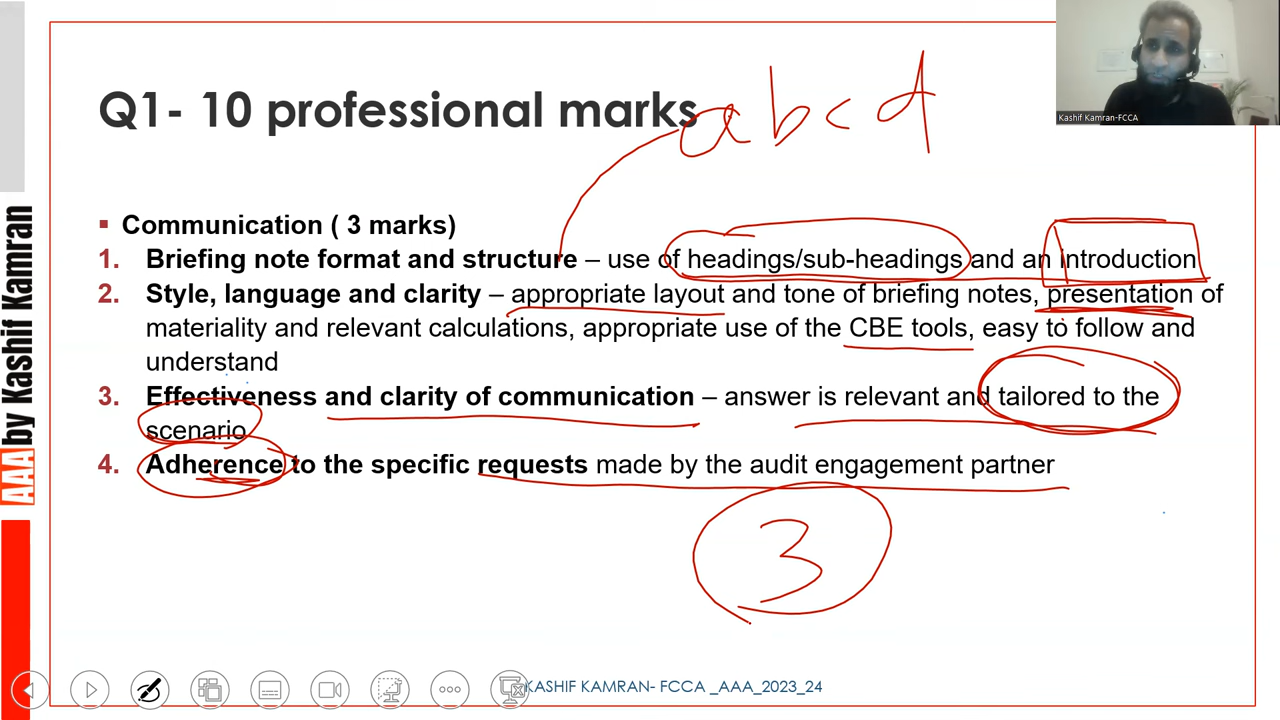 Q1- 10 professional marks
a b c d
Kashif Kamran-FCCA
AAA by Kashif Kamran
▪ Communication ( 3 marks)
1. Briefing note format and structure – use of headings/sub-headings and an introduction
2. Style, language and clarity – appropriate layout and tone of briefing notes, presentation of
materiality and relevant calculations, appropriate use of the CBE tools, easy to follow and
understand
3. Effectiveness and clarity of communication – answer is relevant and tailored to the
scenario
4. Adherence to the specific requests made by the audit engagement partner
3
KASHIF KAMRAN- FCCA _AAA_2023_24